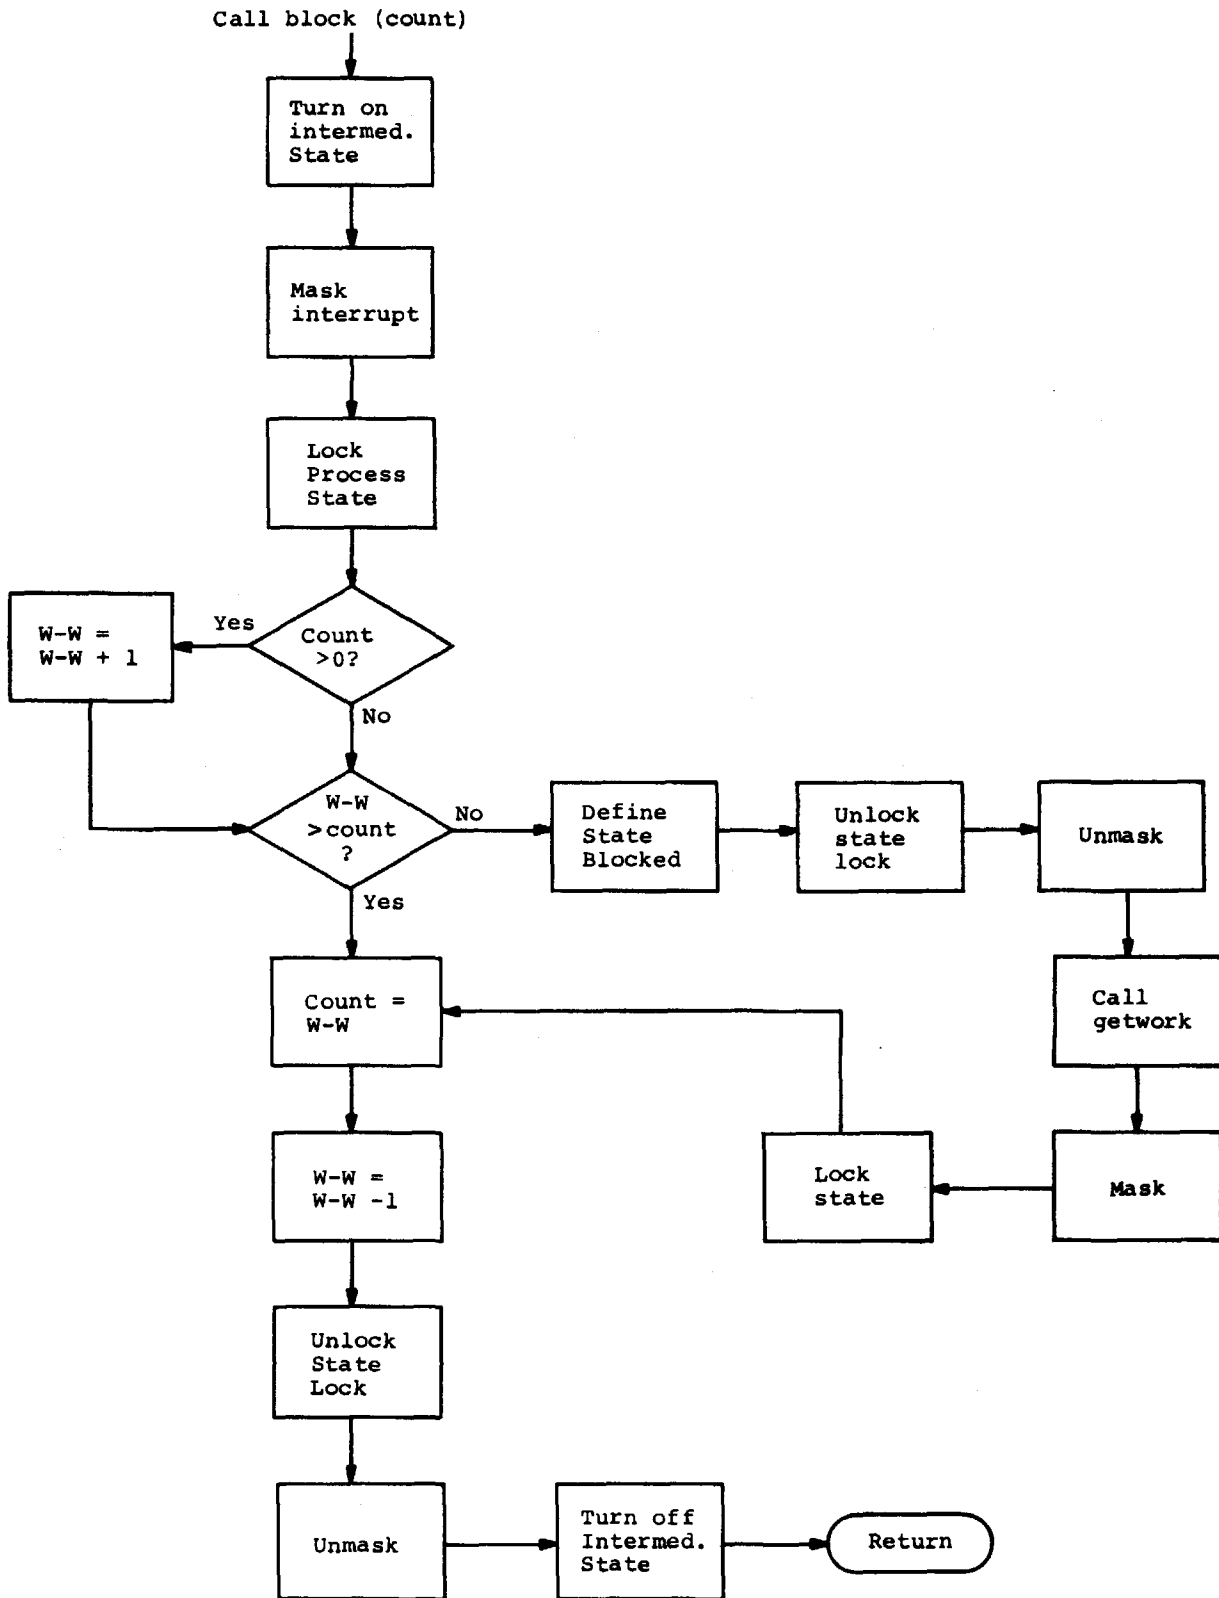 Call block (count)
Turn on
intermed.
State
Mask
interrupt
Lock
Process
State
Count
>0?
Yes
W-W =
W-W + 1
No
W-W
>count
?
No
Define
State
Blocked
Unlock
state
lock
Unmask
Yes
Call
getwork
Mask
Lock
state
Count =
W-W
W-W =
W-W -1
Unlock
State
Lock
Unmask
Turn off
Intermed.
State
Return